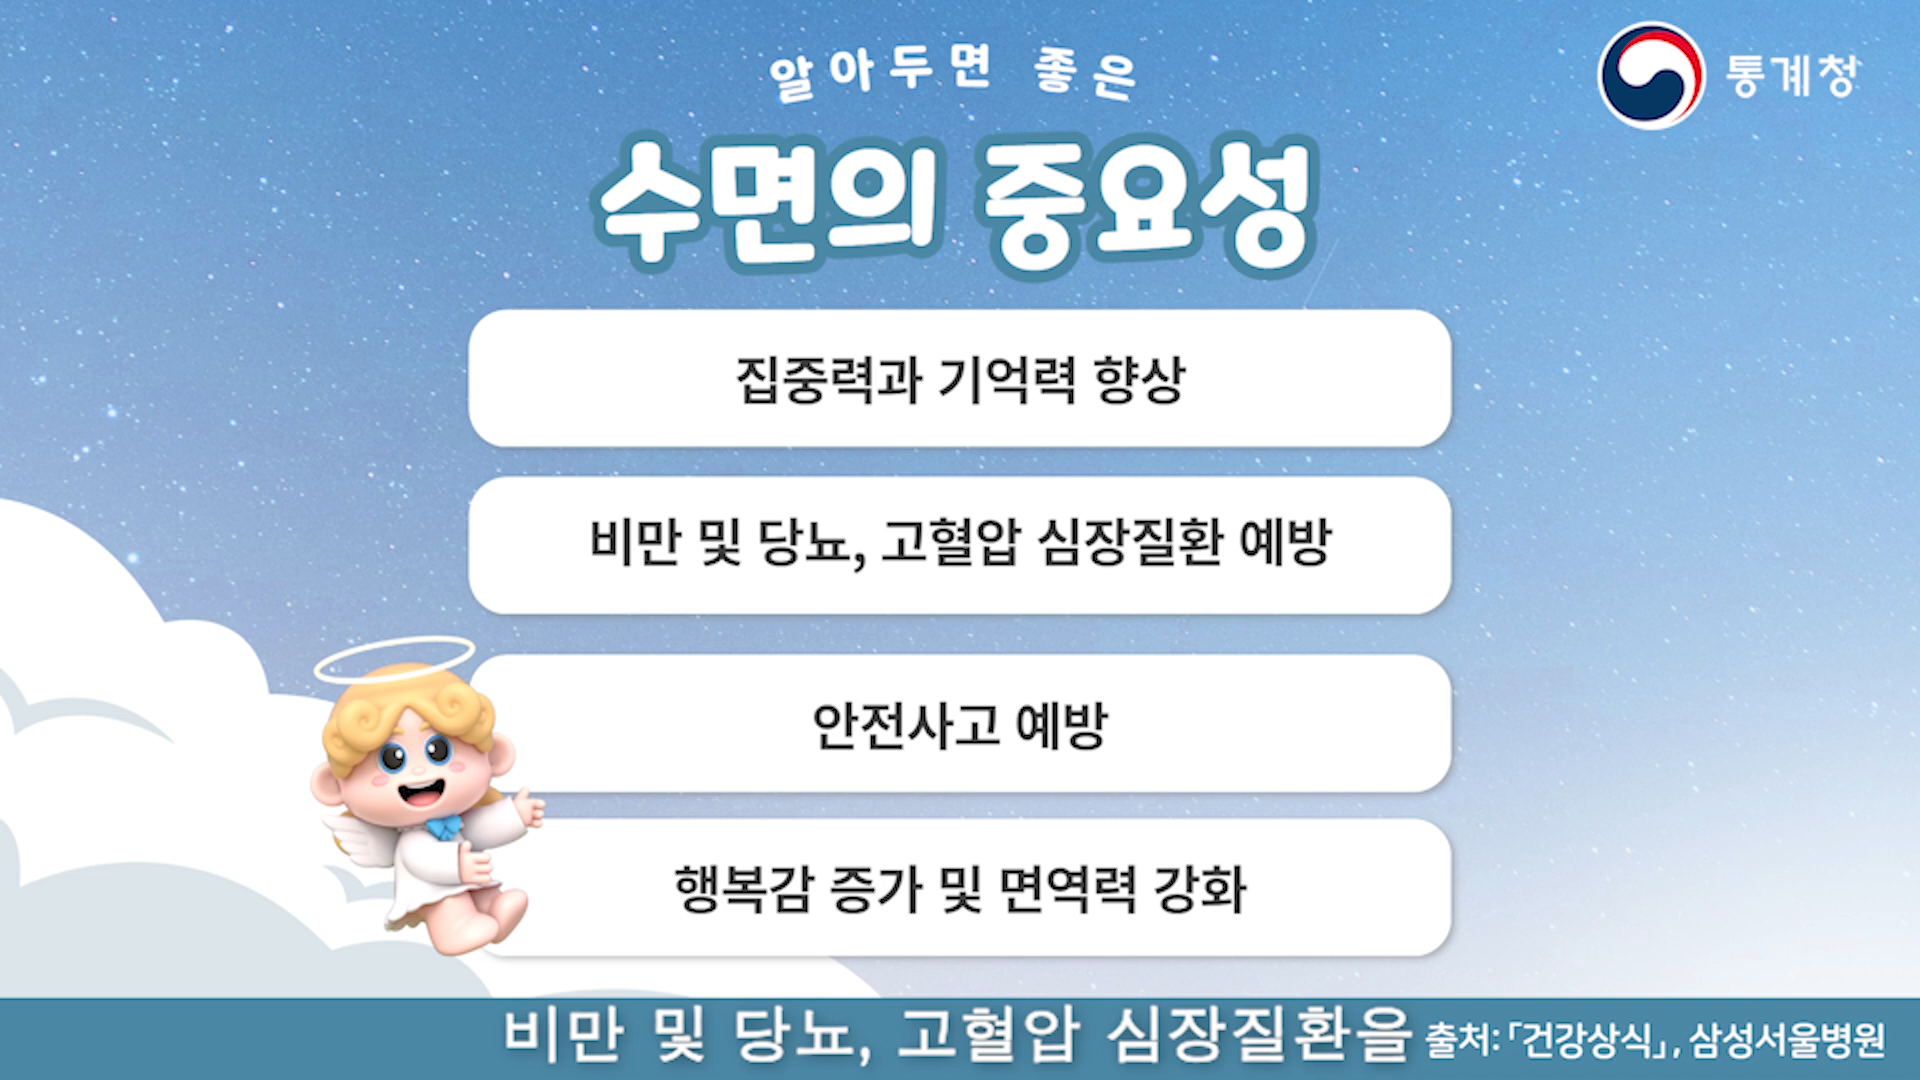 알아두면 좋은
통계청
수면의 중요성
집중력과 기억력 향상
비만 및 당뇨, 고혈압 심장질환 예방
안전사고 예방
행복감 증가 및 면역력 강화
비만 및 당뇨, 고혈압 심장질환을
출처: 「건강상식」, 삼성서울병원